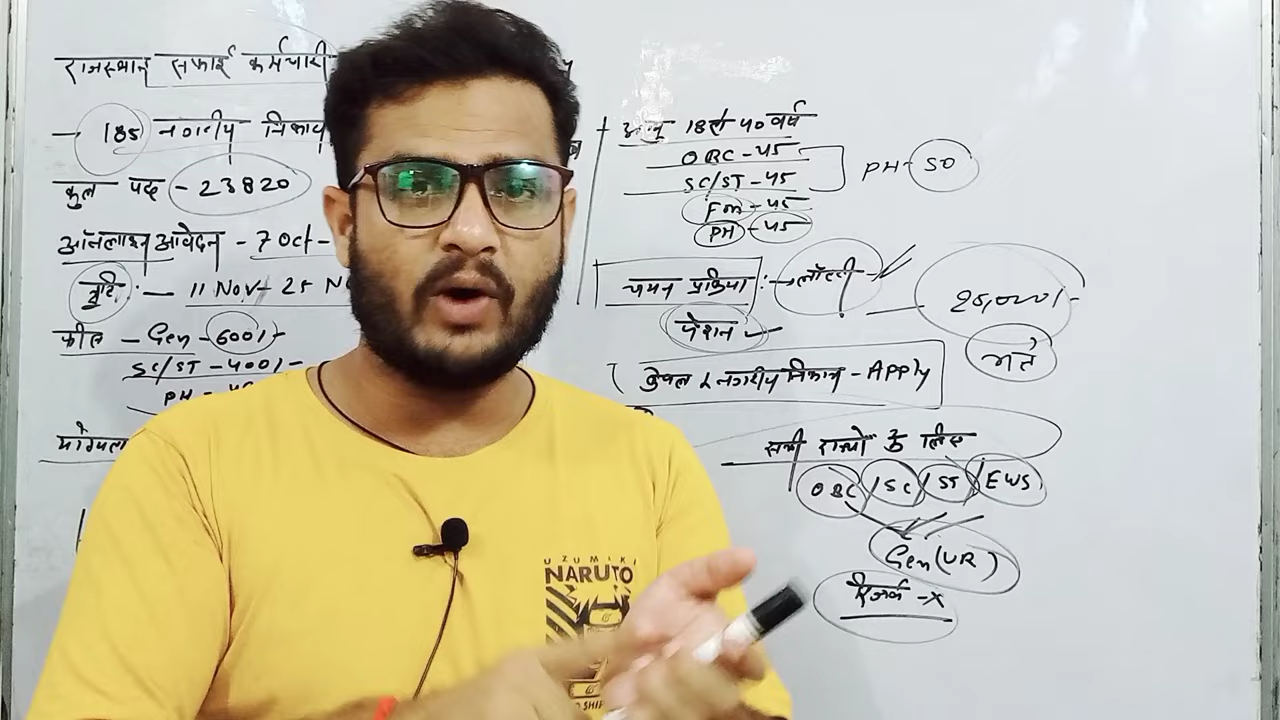 राजस्थान सफाई कर्मचारी
— 185 नगरीय निकाय
कुल पद - 23820
ऑनलाइन आवेदन - 7 Oct -
त्रुटि :— 11 Nov - 25 N
फीस — Gen - 600/-
SC/ST - 400/-
PH -
योग्यता
आयु 18 से 40 वर्ष
OBC - 45
SC/ST - 45
PH - 50
Fm - 45
PH - 45
चयन प्रक्रिया :- → लॉटरी
25,000/-
पेंशन
भत्ते
केवल 1 नगरीय निकाय - APPly
सभी राज्यों के लिए
OBC / SC / ST / EWS
Gen (UR)
रिजर्व - X
UZUMAKI
NARUTO